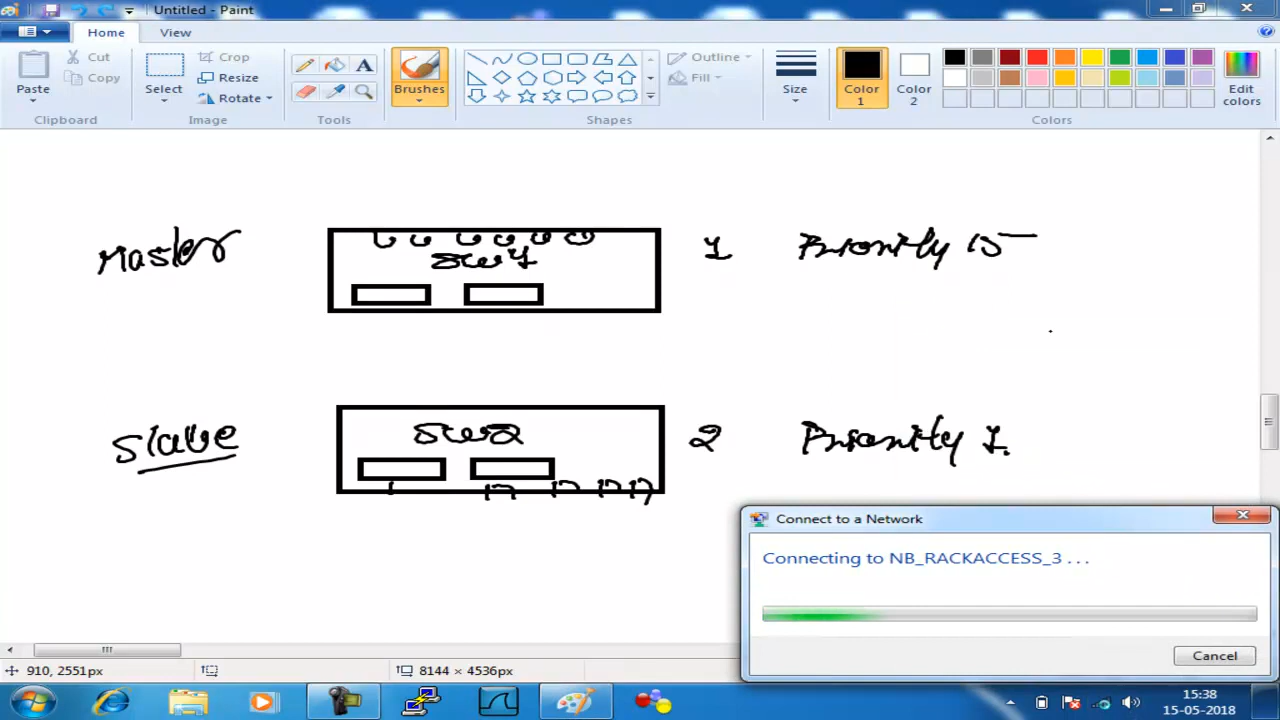 Untitled - Paint
Home View
Paste
Cut
Copy
Clipboard
Select
Crop
Resize
Rotate
Image
A
Tools
Brushes
Shapes
Outline
Fill
Size
Color 1
Color 2
Edit colors
Colors
Master SW1 1 Priority 15
Slave SW2 2 Priority 1
Connect to a Network
Connecting to NB_RACKACCESS_3 . . .
Cancel
910, 2551px
8144 × 4536px
15:38
15-05-2018